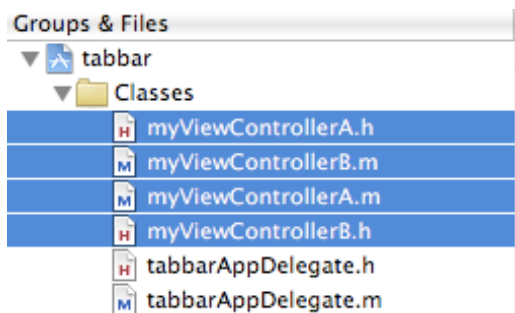 Groups & Files
tabbar
Classes
H myViewControllerA.h
M myViewControllerB.m
M myViewControllerA.m
H myViewControllerB.h
H tabbarAppDelegate.h
M tabbarAppDelegate.m